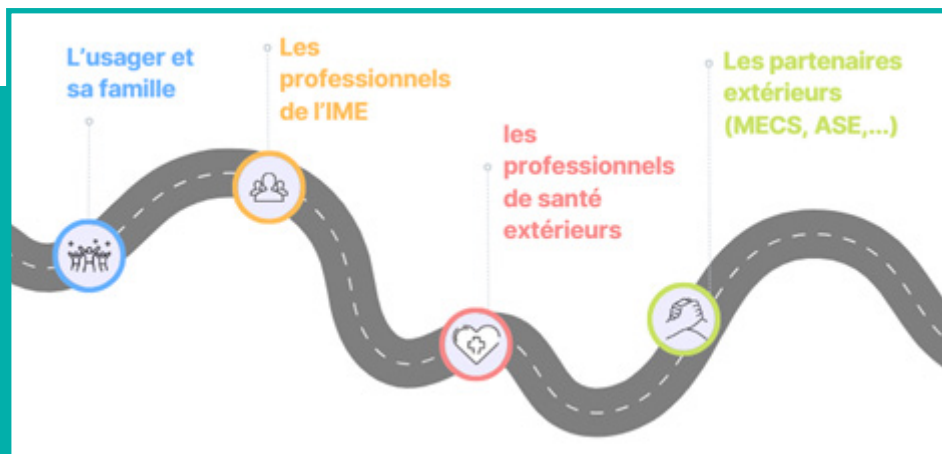 L'usager et
sa famille
Les
professionnels
de l'IME
les
professionnels
de santé
extérieurs
Les partenaires
extérieurs
(MECS, ASE,...)